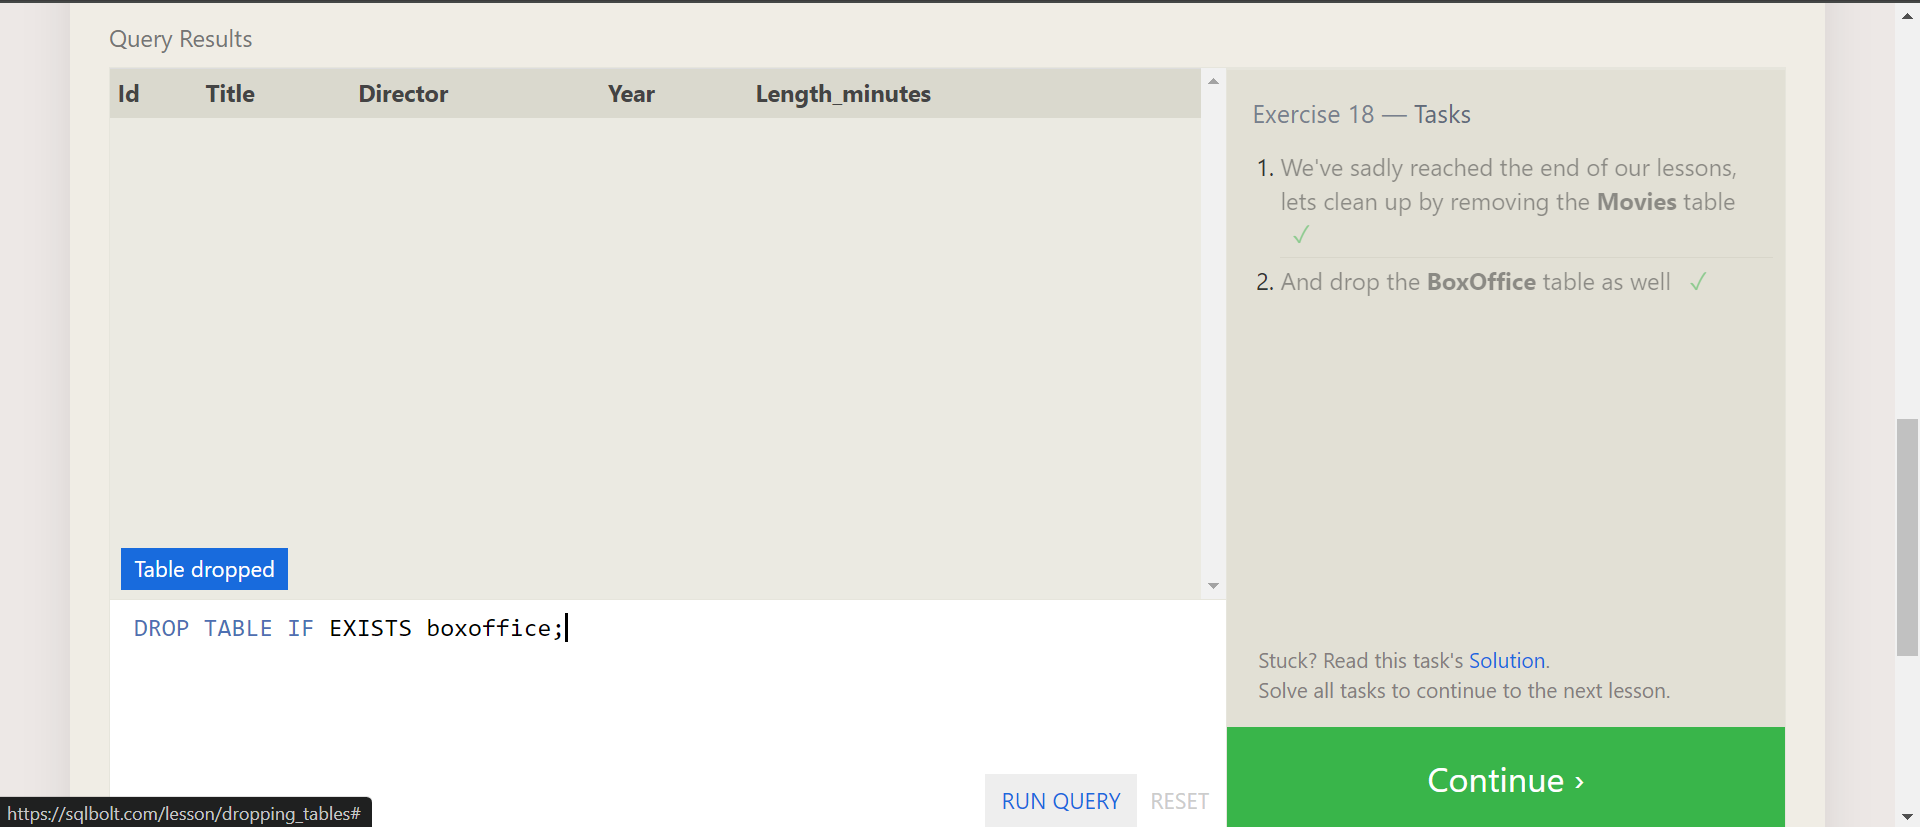 Query Results
Id Title Director Year Length_minutes
Table dropped
DROP TABLE IF EXISTS boxoffice;
RUN QUERY RESET
Exercise 18 — Tasks
1. We've sadly reached the end of our lessons,
lets clean up by removing the Movies table
✓
2. And drop the BoxOffice table as well ✓
Stuck? Read this task's Solution.
Solve all tasks to continue to the next lesson.
Continue ›
https://sqlbolt.com/lesson/dropping_tables#